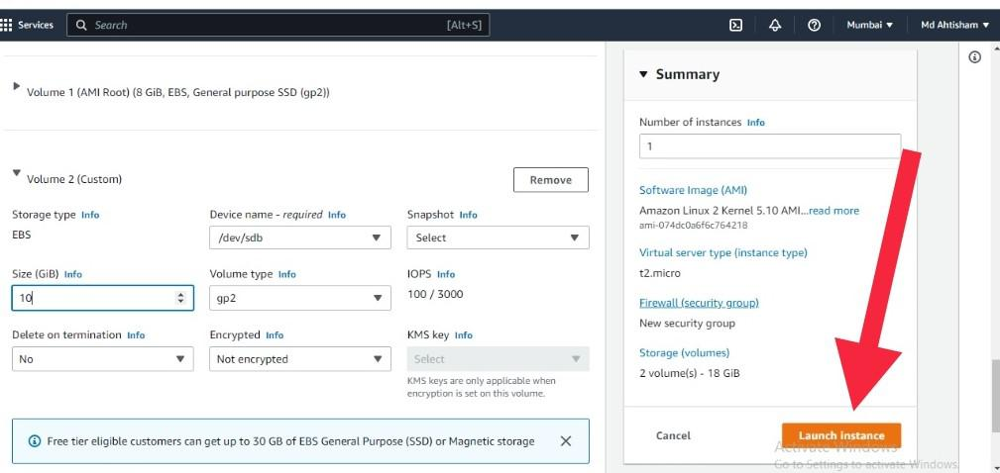 Services
Search
[Alt+S]
Mumbai
Md Ahtisham
Volume 1 (AMI Root) (8 GiB, EBS, General purpose SSD (gp2))
Volume 2 (Custom)
Remove
Storage type Info
Device name - required Info
Snapshot Info
EBS
/dev/sdb
Select
Size (GiB) Info
Volume type Info
IOPS Info
10
gp2
100 / 3000
Delete on termination Info
Encrypted Info
KMS key Info
No
Not encrypted
Select
KMS keys are only applicable when
encryption is set on this volume.
Free tier eligible customers can get up to 30 GB of EBS General Purpose (SSD) or Magnetic storage
Summary
Number of instances Info
1
Software Image (AMI)
Amazon Linux 2 Kernel 5.10 AMI...read more
ami-074dc0a6f6c764218
Virtual server type (instance type)
t2.micro
Firewall (security group)
New security group
Storage (volumes)
2 volume(s) - 18 GiB
Cancel
Launch instance
Activate Windows
Go to Settings to activate Windows.